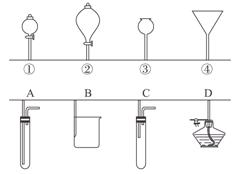 ① ② ③ ④
A B C D